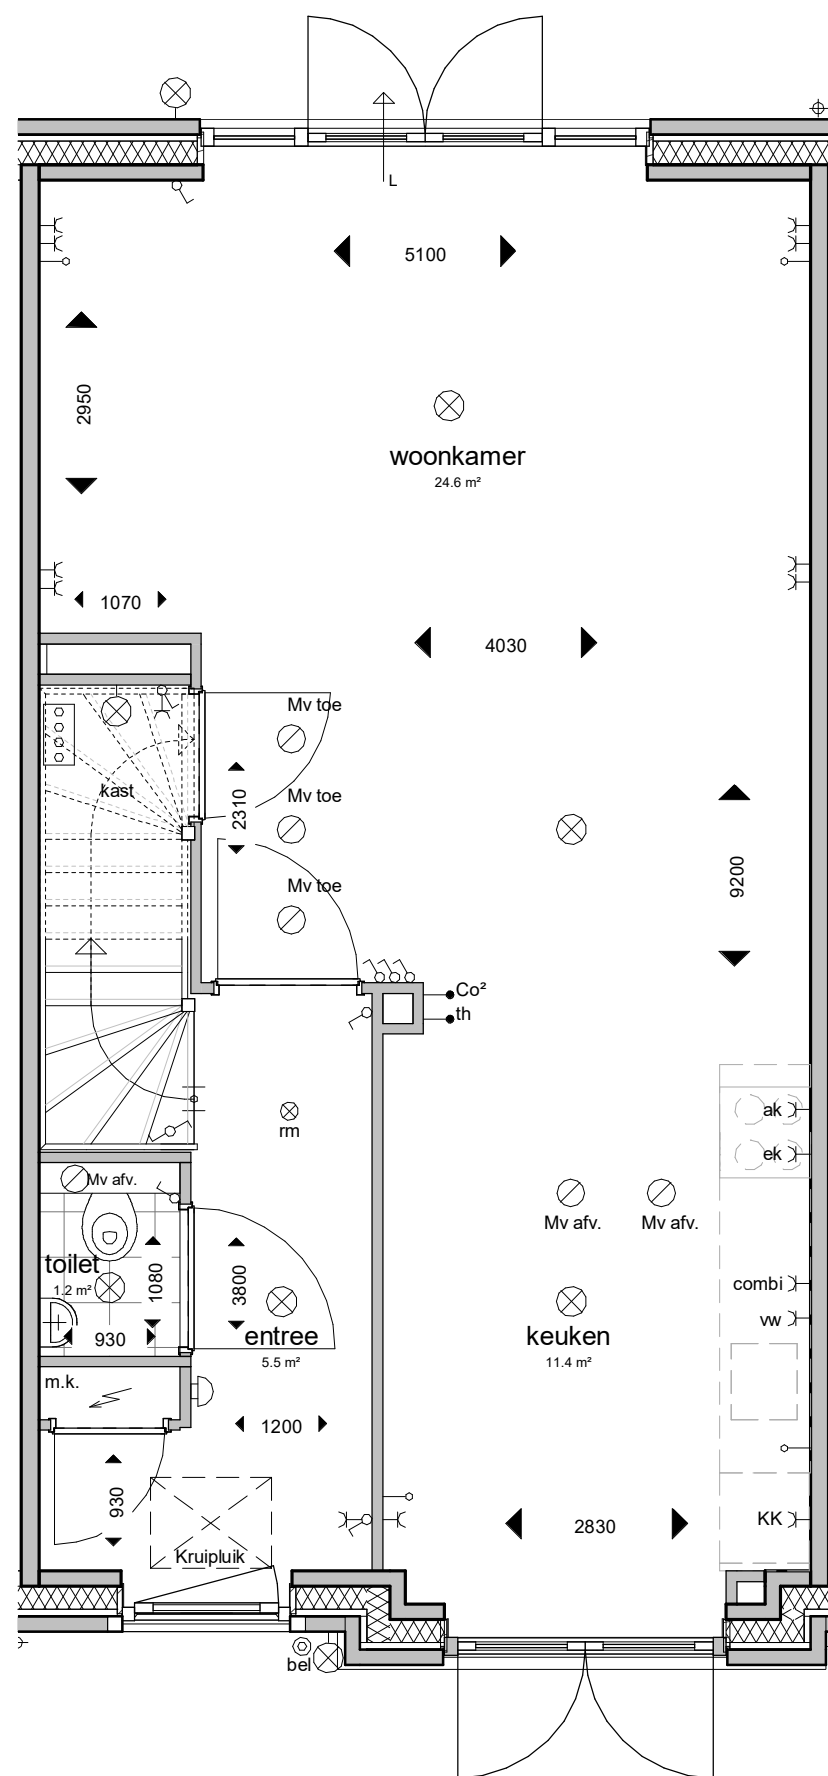 L
5100
2950
woonkamer
24.6 m²
1070
4030
Mv toe
kast
Mv toe
2310
9200
Mv toe
Co²
th
ak
rm
ek
Mv afv.
Mv afv.
Mv afv.
toilet
1.2 m²
1080
3800
combi
vw
930
entree
5.5 m²
keuken
11.4 m²
m.k.
1200
930
KK
2830
Kruipluik
bel